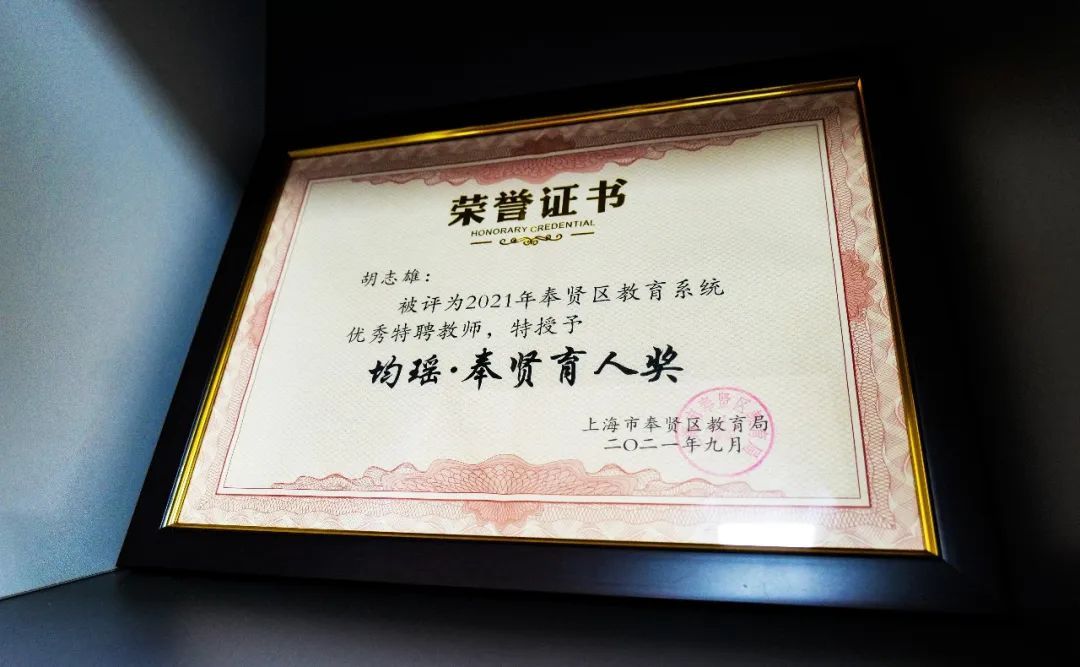 荣誉证书
HONORARY CREDENTIAL
胡志雄：
被评为2021年奉贤区教育系统
优秀特聘教师，特授予
均瑶·奉贤育人奖
上海市奉贤区教育局
二〇二一年九月